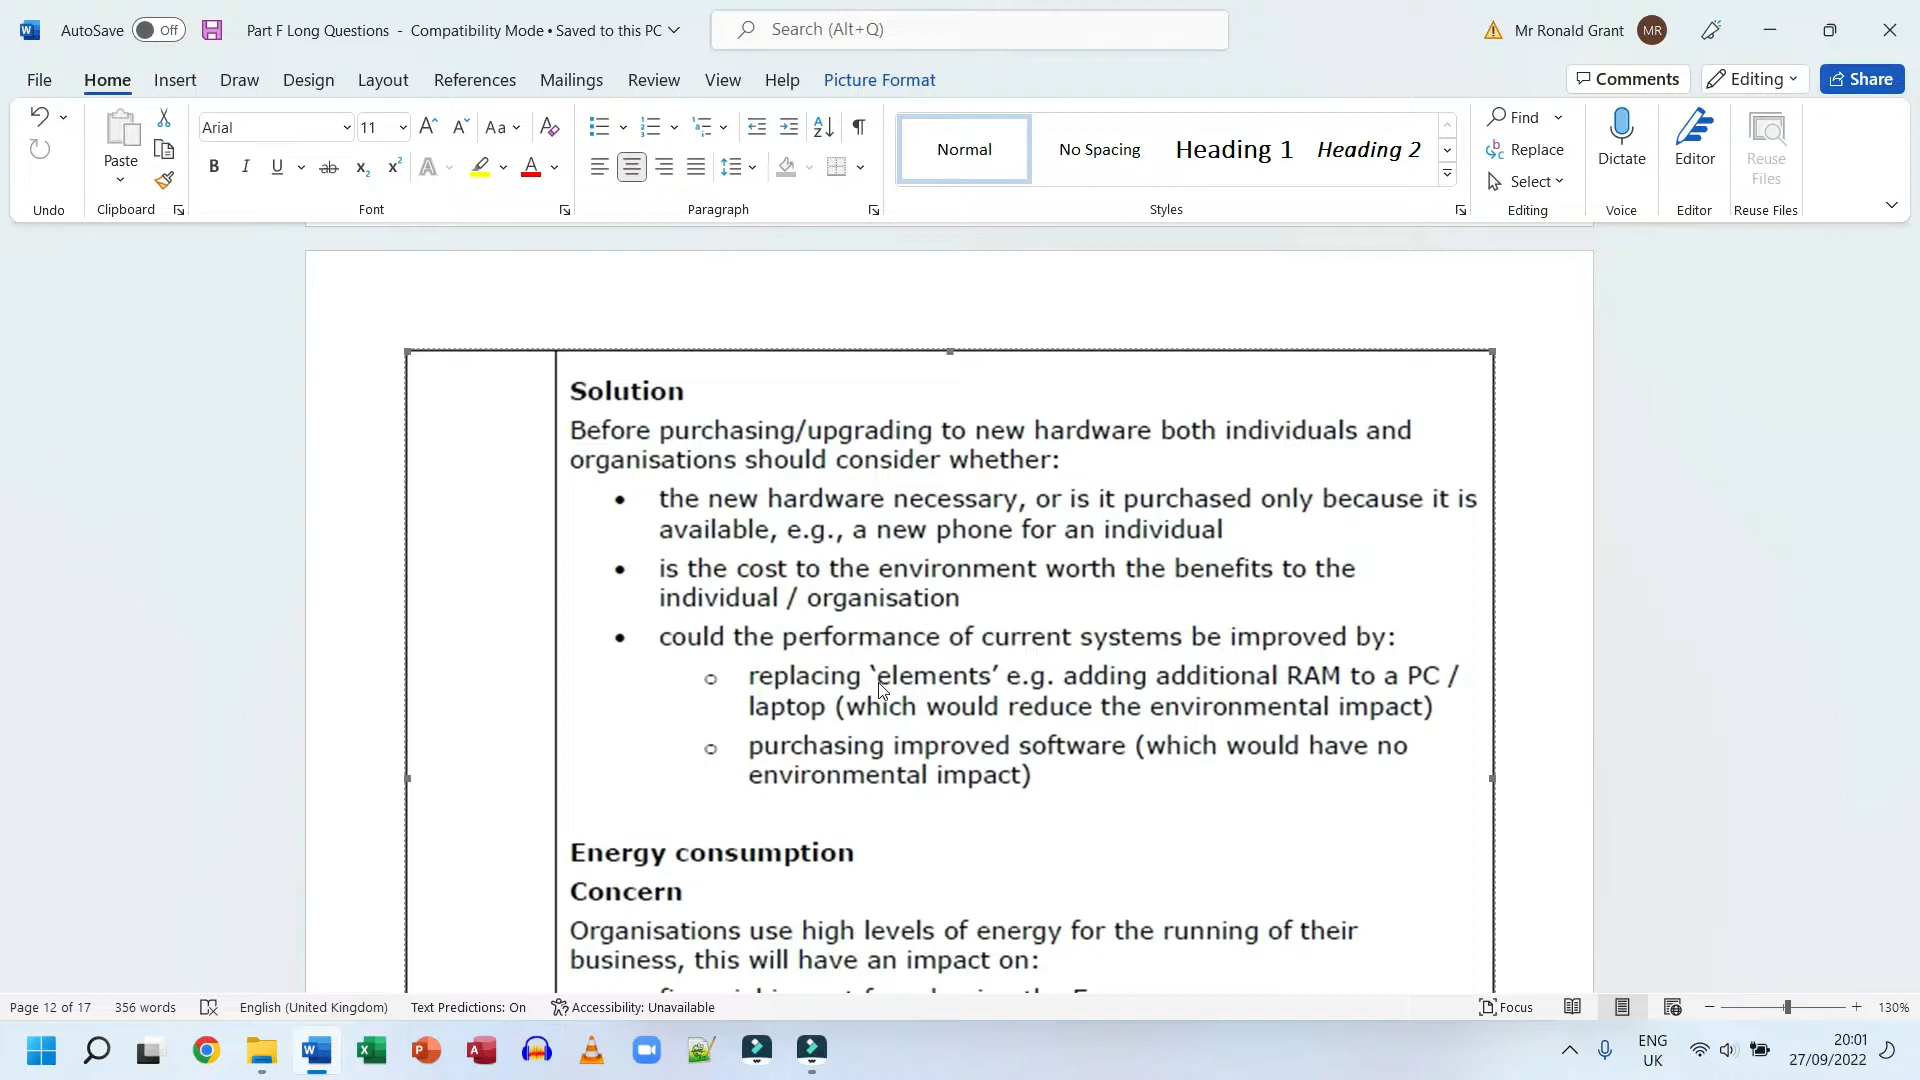 AutoSave Off Part F Long Questions - Compatibility Mode • Saved to this PC Search (Alt+Q) Mr Ronald Grant MR
File Home Insert Draw Design Layout References Mailings Review View Help Picture Format Comments Editing Share
Arial 11 Aa
Normal No Spacing Heading 1 Heading 2
Find
Replace
Select
Paste
B I U ab x₂ x² A A
Dictate Editor Reuse
Files
Undo Clipboard Font Paragraph Styles Editing Voice Editor Reuse Files
Solution
Before purchasing/upgrading to new hardware both individuals and
organisations should consider whether:
• the new hardware necessary, or is it purchased only because it is
available, e.g., a new phone for an individual
• is the cost to the environment worth the benefits to the
individual / organisation
• could the performance of current systems be improved by:
o replacing ‘elements’ e.g. adding additional RAM to a PC /
laptop (which would reduce the environmental impact)
o purchasing improved software (which would have no
environmental impact)
Energy consumption
Concern
Organisations use high levels of energy for the running of their
business, this will have an impact on:
Page 12 of 17 356 words English (United Kingdom) Text Predictions: On Accessibility: Unavailable Focus 130%
ENG
UK
20:01
27/09/2022